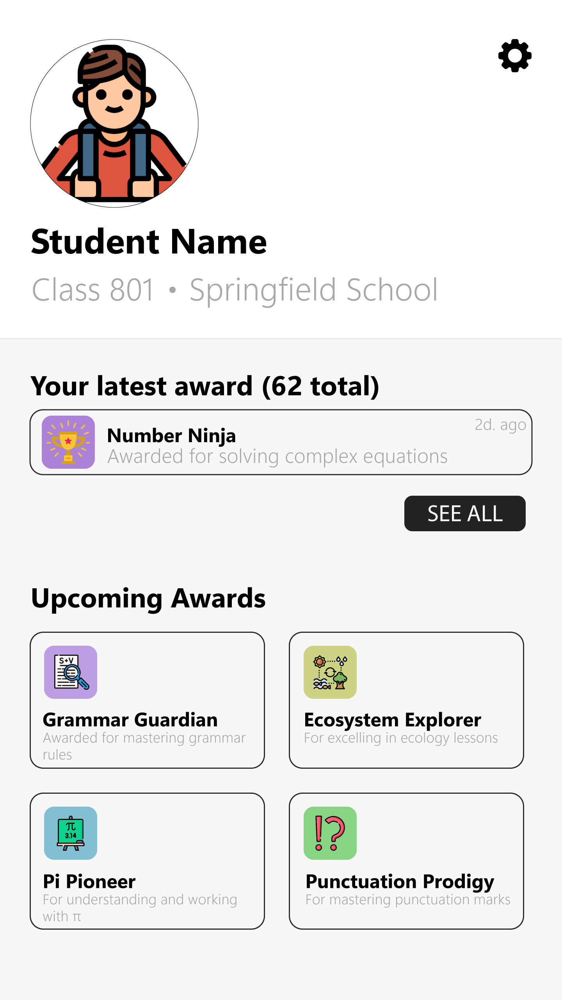 Student Name
Class 801 • Springfield School
Your latest award (62 total)
2d. ago
Number Ninja
Awarded for solving complex equations
SEE ALL
Upcoming Awards
S+V
Grammar Guardian
Awarded for mastering grammar
rules
Ecosystem Explorer
For excelling in ecology lessons
π
3.14
Pi Pioneer
For understanding and working
with π
!?
Punctuation Prodigy
For mastering punctuation marks